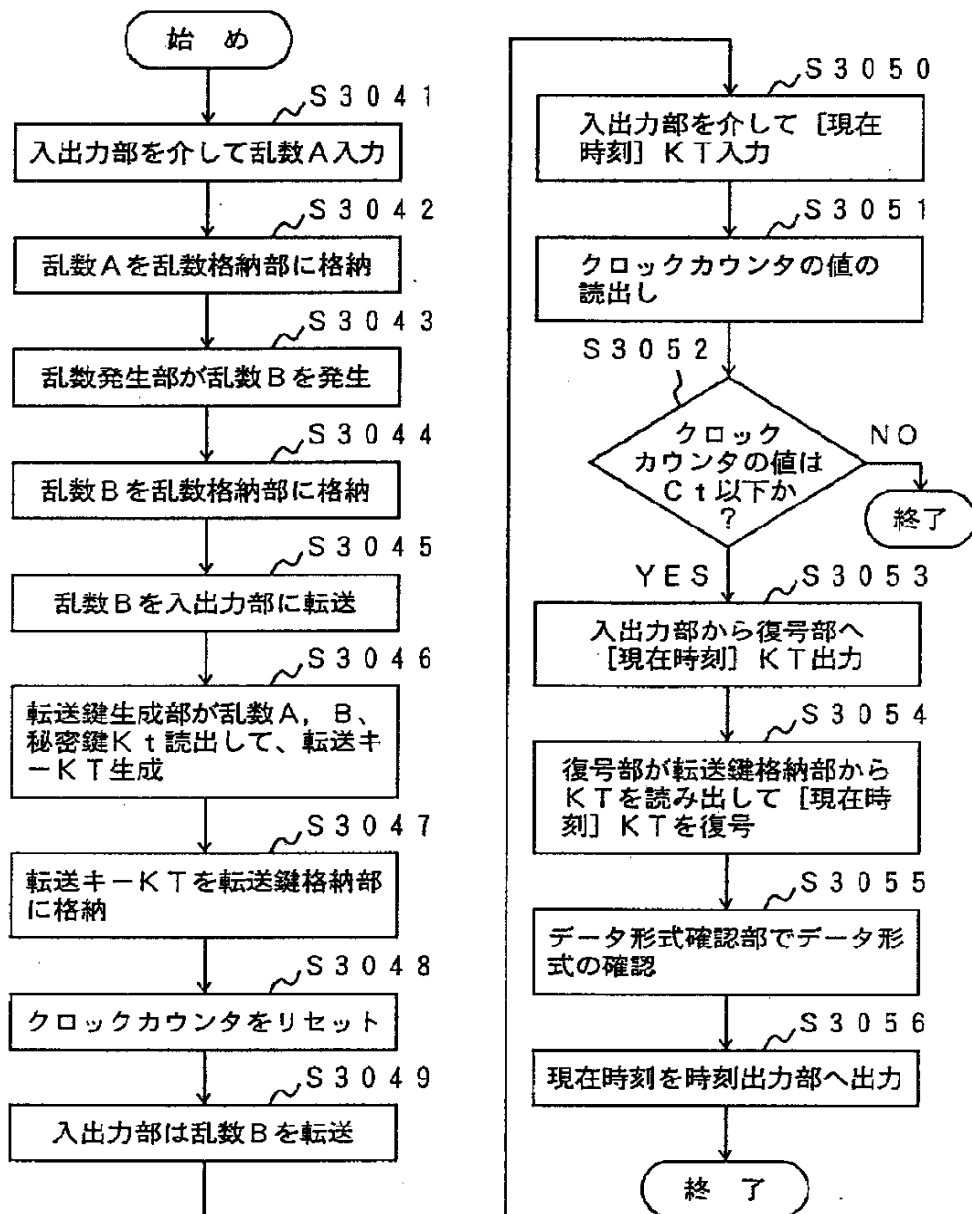 始 め
S3041
入出力部を介して乱数A入力
S3042
乱数Aを乱数格納部に格納
S3043
乱数発生部が乱数Bを発生
S3044
乱数Bを乱数格納部に格納
S3045
乱数Bを入出力部に転送
S3046
転送鍵生成部が乱数A，B、
秘密鍵Kt読出して、転送キ
ーKT生成
S3047
転送キーKTを転送鍵格納部
に格納
S3048
クロックカウンタをリセット
S3049
入出力部は乱数Bを転送
S3050
入出力部を介して［現在
時刻］KT入力
S3051
クロックカウンタの値の
読出し
S3052
クロック
カウンタの値は
Ct以下か
？
NO
終了
YES
S3053
入出力部から復号部へ
［現在時刻］KT出力
S3054
復号部が転送鍵格納部から
KTを読み出して［現在時
刻］KTを復号
S3055
データ形式確認部でデータ形
式の確認
S3056
現在時刻を時刻出力部へ出力
終 了